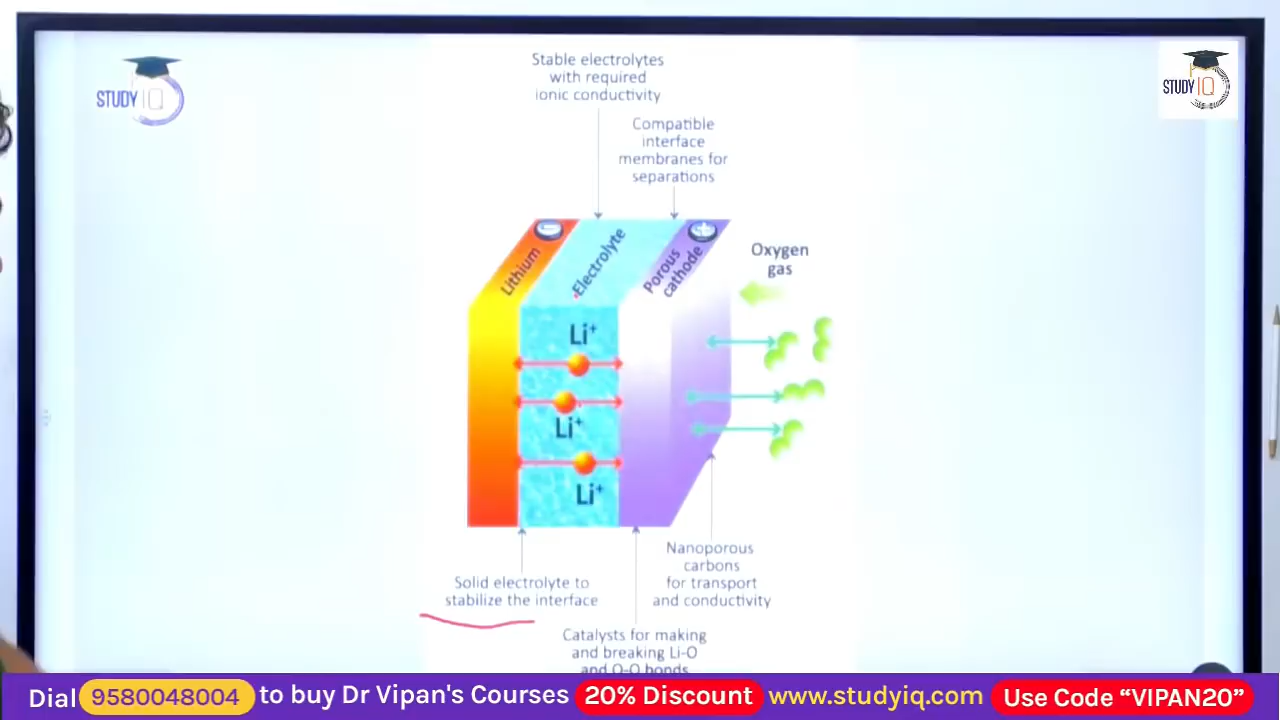 STUDY IQ
STUDY IQ
Stable electrolytes
with required
ionic conductivity
Compatible
interface
membranes for
separations
Lithium
Electrolyte
Porous
cathode
Oxygen
gas
Li⁺
Li⁺
Li⁺
Solid electrolyte to
stabilize the interface
Nanoporous
carbons
for transport
and conductivity
Catalysts for making
and breaking Li-O
and O-O bonds
Dial 9580048004 to buy Dr Vipan's Courses 20% Discount www.studyiq.com Use Code “VIPAN20”